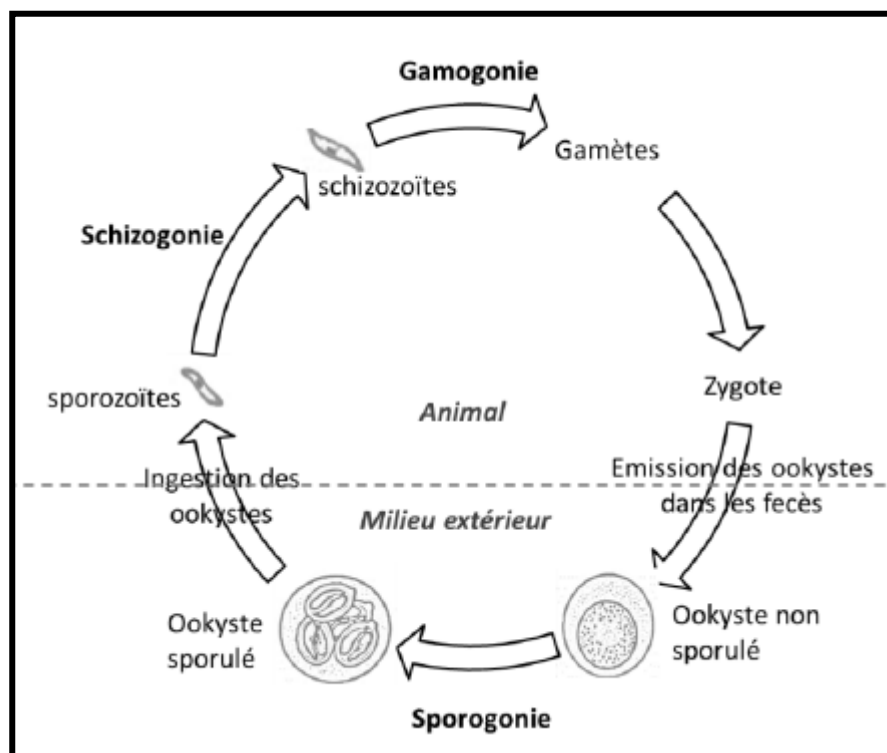 Gamogonie
Gamètes
schizozoïtes
Schizogonie
sporozoïtes
Zygote
Animal
Ingestion des
ookystes
Emission des ookystes
dans les fecès
Milieu extérieur
Ookyste
sporulé
Ookyste non
sporulé
Sporogonie